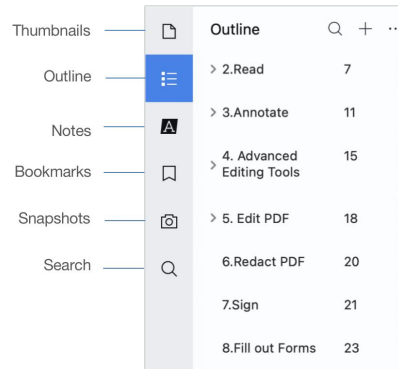 Thumbnails
Outline
Notes
Bookmarks
Snapshots
Search
A
Outline
2.Read 7
3.Annotate 11
4. Advanced 15
Editing Tools
5. Edit PDF 18
6.Redact PDF 20
7.Sign 21
8.Fill out Forms 23